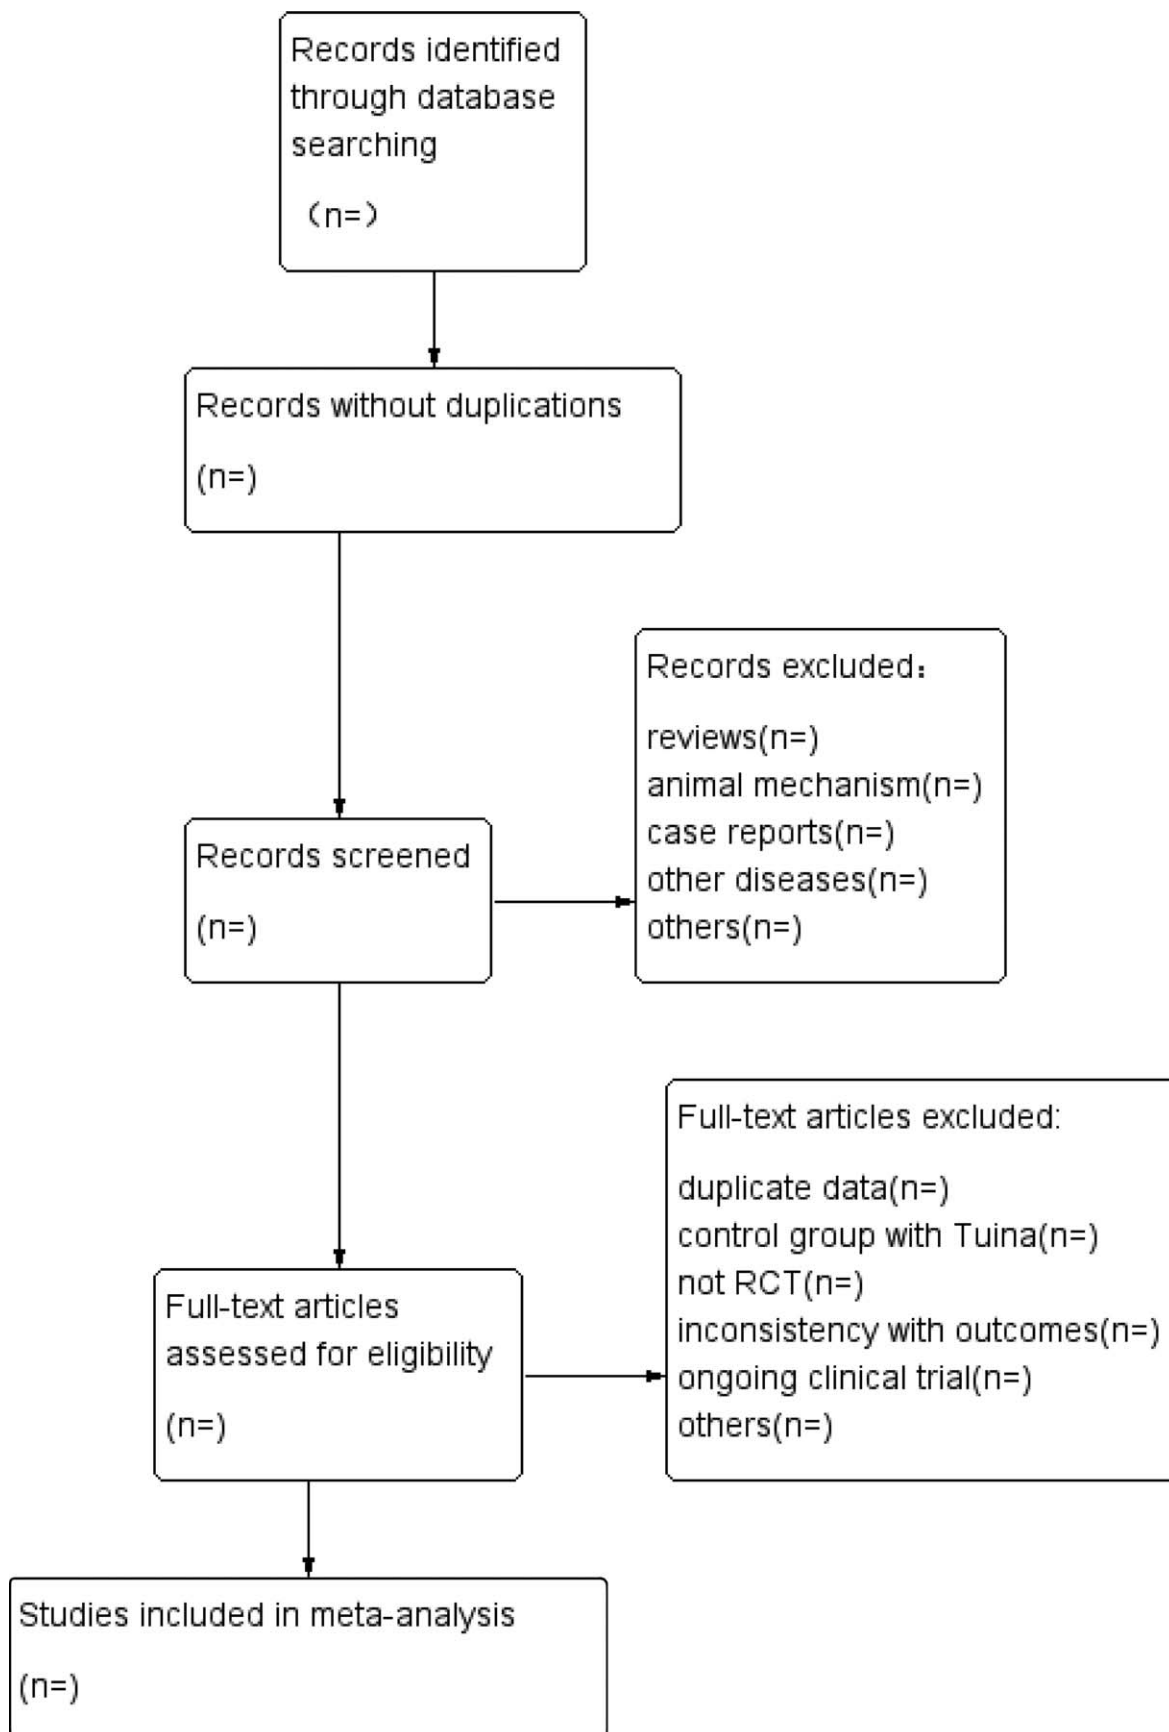 Records identified
through database
searching
（n=）
Records without duplications
(n=)
Records excluded：
reviews(n=)
animal mechanism(n=)
case reports(n=)
other diseases(n=)
others(n=)
Records screened
(n=)
Full-text articles excluded:
duplicate data(n=)
control group with Tuina(n=)
not RCT(n=)
inconsistency with outcomes(n=)
ongoing clinical trial(n=)
others(n=)
Full-text articles
assessed for eligibility
(n=)
Studies included in meta-analysis
(n=)